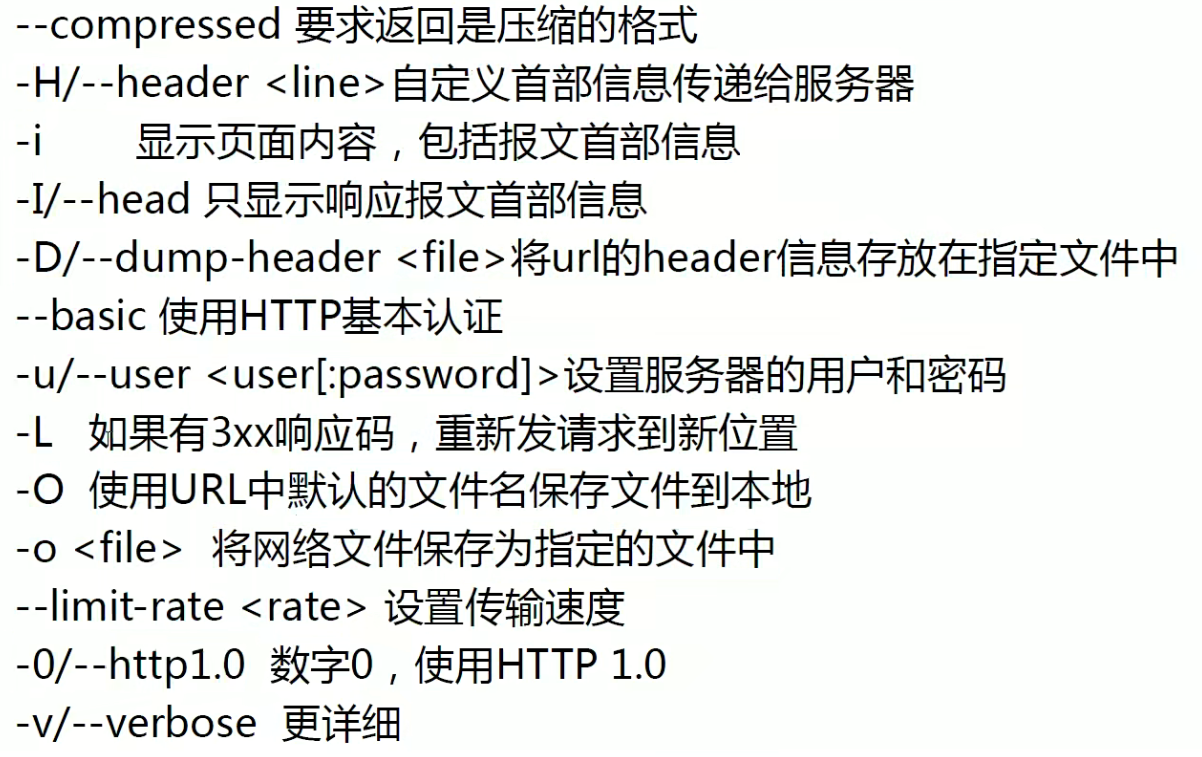 --compressed 要求返回是压缩的格式
-H/--header <line>自定义首部信息传递给服务器
-i 显示页面内容，包括报文首部信息
-I/--head 只显示响应报文首部信息
-D/--dump-header <file>将url的header信息存放在指定文件中
--basic 使用HTTP基本认证
-u/--user <user[:password]>设置服务器的用户和密码
-L 如果有3xx响应码，重新发请求到新位置
-O 使用URL中默认的文件名保存文件到本地
-o <file> 将网络文件保存为指定的文件中
--limit-rate <rate> 设置传输速度
-0/--http1.0 数字0，使用HTTP 1.0
-v/--verbose 更详细